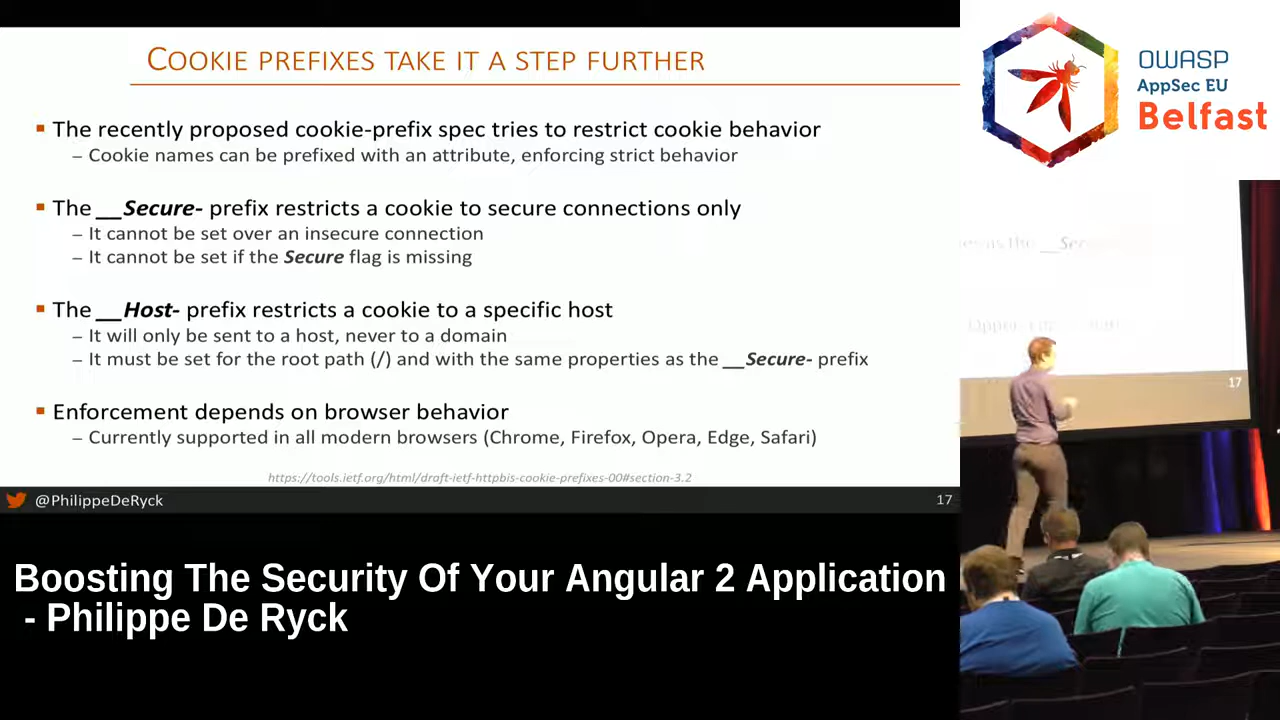 COOKIE PREFIXES TAKE IT A STEP FURTHER
▪ The recently proposed cookie-prefix spec tries to restrict cookie behavior
– Cookie names can be prefixed with an attribute, enforcing strict behavior
▪ The __Secure- prefix restricts a cookie to secure connections only
– It cannot be set over an insecure connection
– It cannot be set if the Secure flag is missing
▪ The __Host- prefix restricts a cookie to a specific host
– It will only be sent to a host, never to a domain
– It must be set for the root path (/) and with the same properties as the __Secure- prefix
▪ Enforcement depends on browser behavior
– Currently supported in all modern browsers (Chrome, Firefox, Opera, Edge, Safari)
https://tools.ietf.org/html/draft-ietf-httpbis-cookie-prefixes-00#section-3.2
@PhilippeDeRyck
17
Boosting The Security Of Your Angular 2 Application
- Philippe De Ryck
OWASP
AppSec EU
Belfast
as the __Sec
17